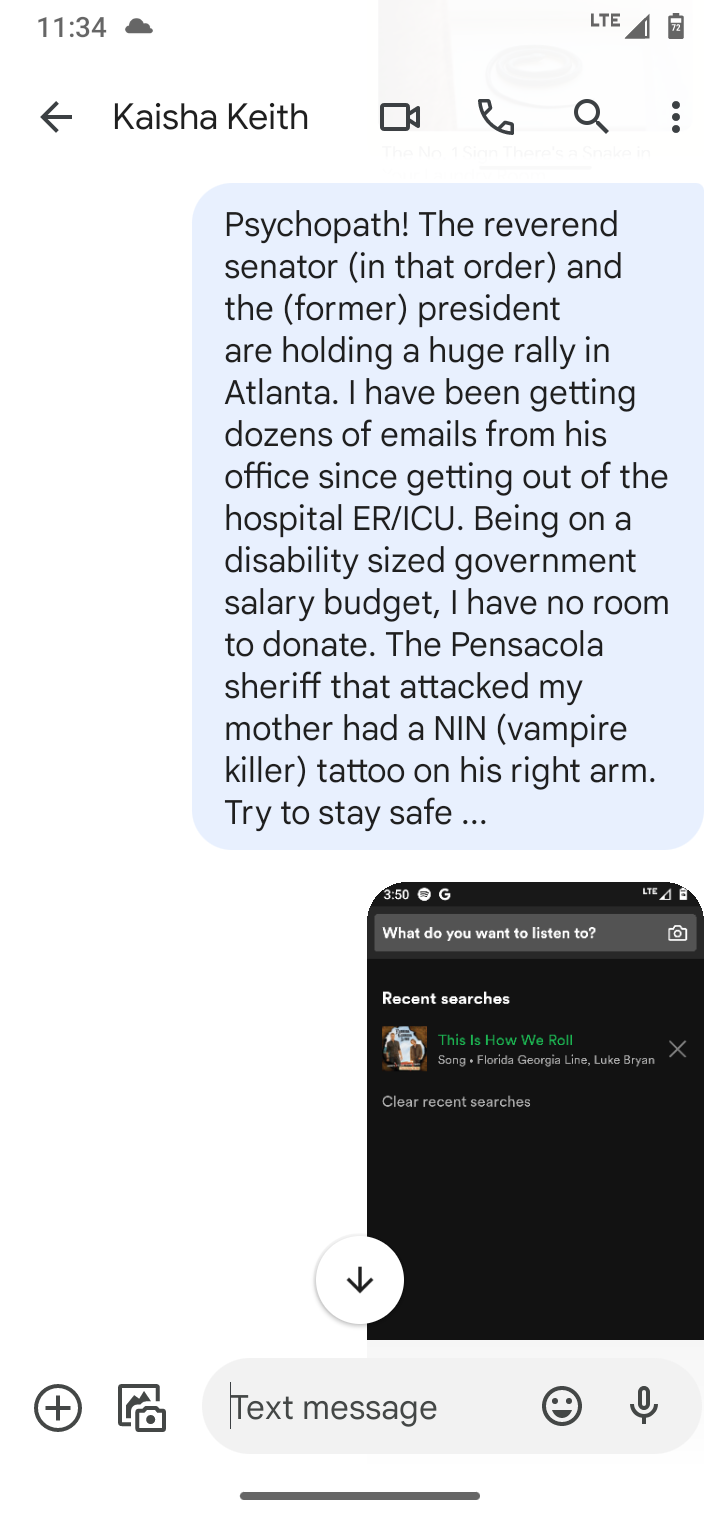 11:34
LTE
72
Kaisha Keith
The No. 1 Sign There's a Snake in
Psychopath! The reverend
senator (in that order) and
the (former) president
are holding a huge rally in
Atlanta. I have been getting
dozens of emails from his
office since getting out of the
hospital ER/ICU. Being on a
disability sized government
salary budget, I have no room
to donate. The Pensacola
sheriff that attacked my
mother had a NIN (vampire
killer) tattoo on his right arm.
Try to stay safe ...
3:50 G LTE
What do you want to listen to?
Recent searches
This Is How We Roll
Song • Florida Georgia Line, Luke Bryan
Clear recent searches
Text message